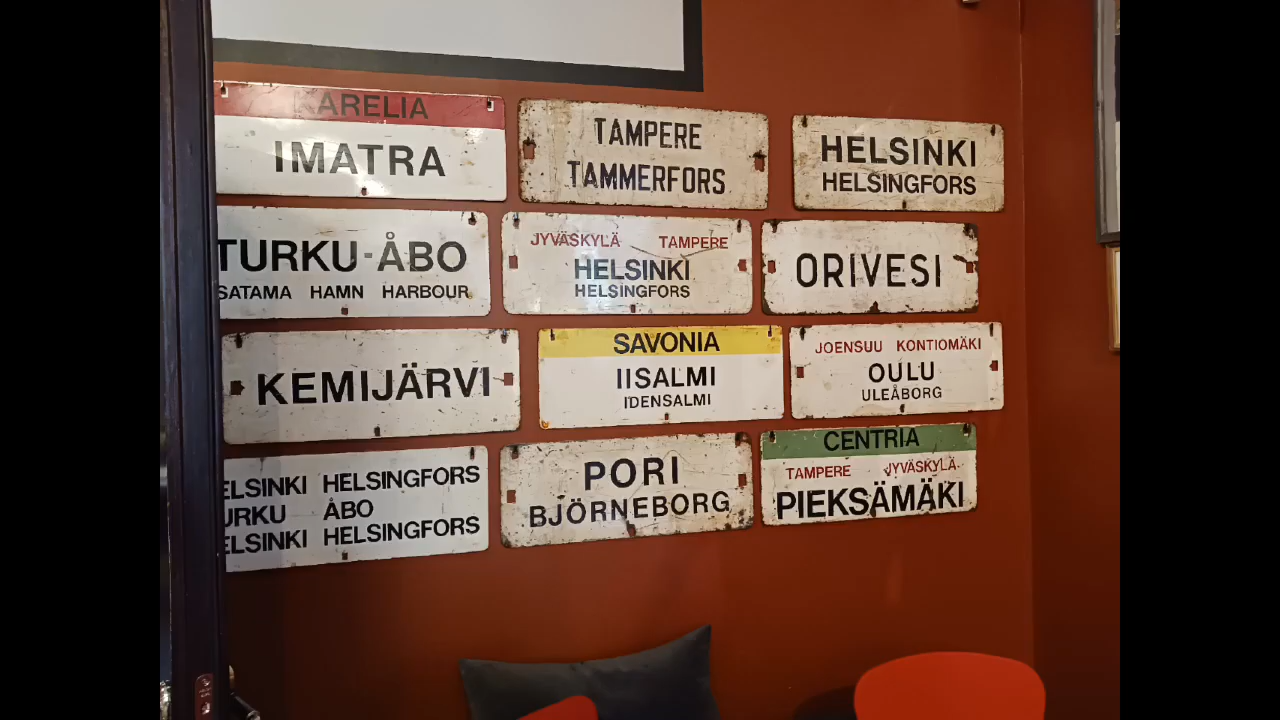 KARELIA
IMATRA
TAMPERE
TAMMERFORS
HELSINKI
HELSINGFORS
TURKU-ÅBO
SATAMA HAMN HARBOUR
JYVÄSKYLÄ TAMPERE
HELSINKI
HELSINGFORS
ORIVESI
KEMIJÄRVI
SAVONIA
IISALMI
IDENSALMI
JOENSUU KONTIOMÄKI
OULU
ULEÅBORG
ELSINKI HELSINGFORS
URKU ÅBO
ELSINKI HELSINGFORS
PORI
BJÖRNEBORG
CENTRIA
TAMPERE JYVÄSKYLÄ
PIEKSÄMÄKI